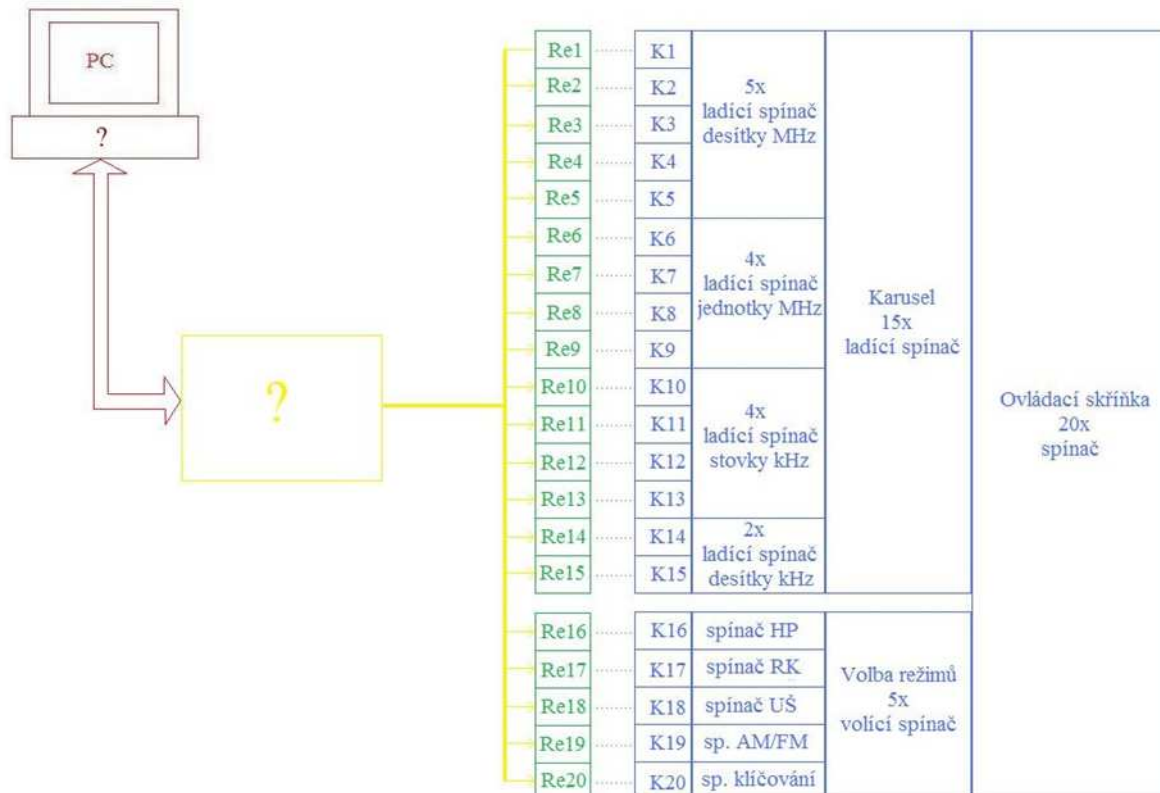 PC
?
?
Re1
Re2
Re3
Re4
Re5
Re6
Re7
Re8
Re9
Re10
Re11
Re12
Re13
Re14
Re15
Re16
Re17
Re18
Re19
Re20
K1
K2
K3
K4
K5
K6
K7
K8
K9
K10
K11
K12
K13
K14
K15
K16
K17
K18
K19
K20
5x
ladící spínač
desítky MHz
4x
ladící spínač
jednotky MHz
4x
ladící spínač
stovky kHz
2x
ladící spínač
desítky kHz
spínač HP
spínač RK
spínač UŠ
sp. AM/FM
sp. klíčování
Karusel
15x
ladící spínač
Volba režimů
5x
volící spínač
Ovládací skříňka
20x
spínač